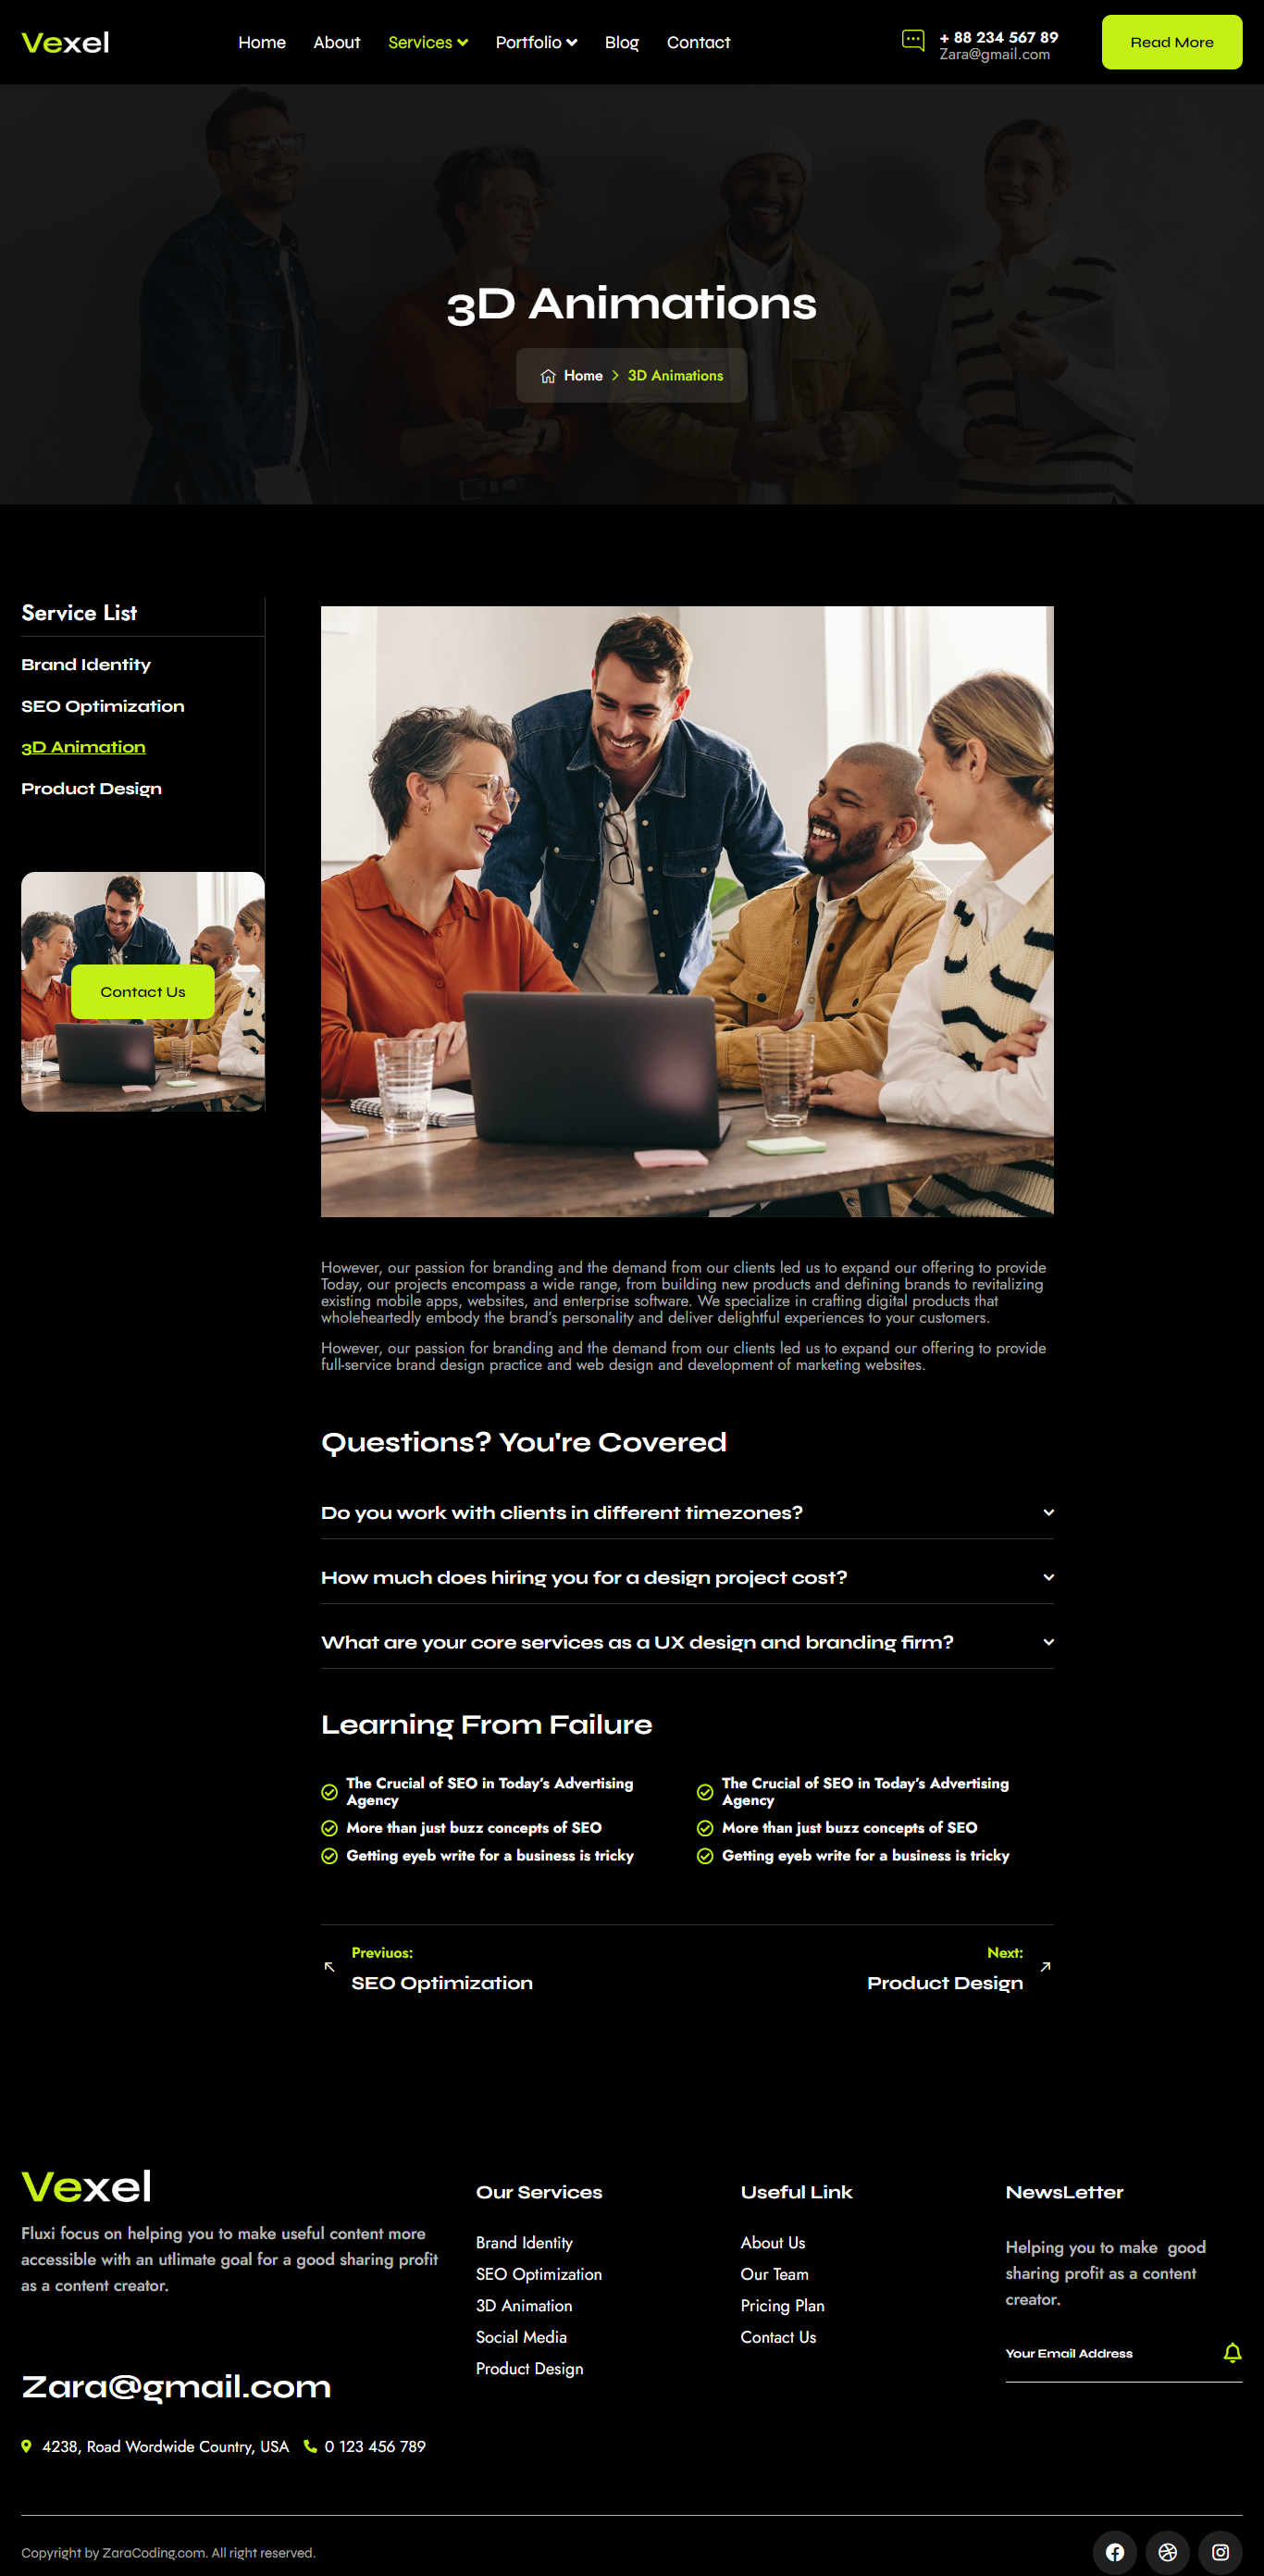 Vexel
Home About Services Portfolio Blog Contact
+ 88 234 567 89
Zara@gmail.com
Read More
3D Animations
Home 3D Animations
Service List
Brand Identity
SEO Optimization
3D Animation
Product Design
Contact Us
However, our passion for branding and the demand from our clients led us to expand our offering to provide
Today, our projects encompass a wide range, from building new products and defining brands to revitalizing
existing mobile apps, websites, and enterprise software. We specialize in crafting digital products that
wholeheartedly embody the brand's personality and deliver delightful experiences to your customers.
However, our passion for branding and the demand from our clients led us to expand our offering to provide
full-service brand design practice and web design and development of marketing websites.
Questions? You're Covered
Do you work with clients in different timezones?
How much does hiring you for a design project cost?
What are your core services as a UX design and branding firm?
Learning From Failure
The Crucial of SEO in Today's Advertising
Agency
More than just buzz concepts of SEO
Getting eyeb write for a business is tricky
The Crucial of SEO in Today's Advertising
Agency
More than just buzz concepts of SEO
Getting eyeb write for a business is tricky
Previuos:
SEO Optimization
Next:
Product Design
Vexel
Fluxi focus on helping you to make useful content more
accessible with an utlimate goal for a good sharing profit
as a content creator.
Zara@gmail.com
4238, Road Wordwide Country, USA 0 123 456 789
Our Services
Brand Identity
SEO Optimization
3D Animation
Social Media
Product Design
Useful Link
About Us
Our Team
Pricing Plan
Contact Us
NewsLetter
Helping you to make good
sharing profit as a content
creator.
Your Email Address
Copyright by ZaraCoding.com. All right reserved.